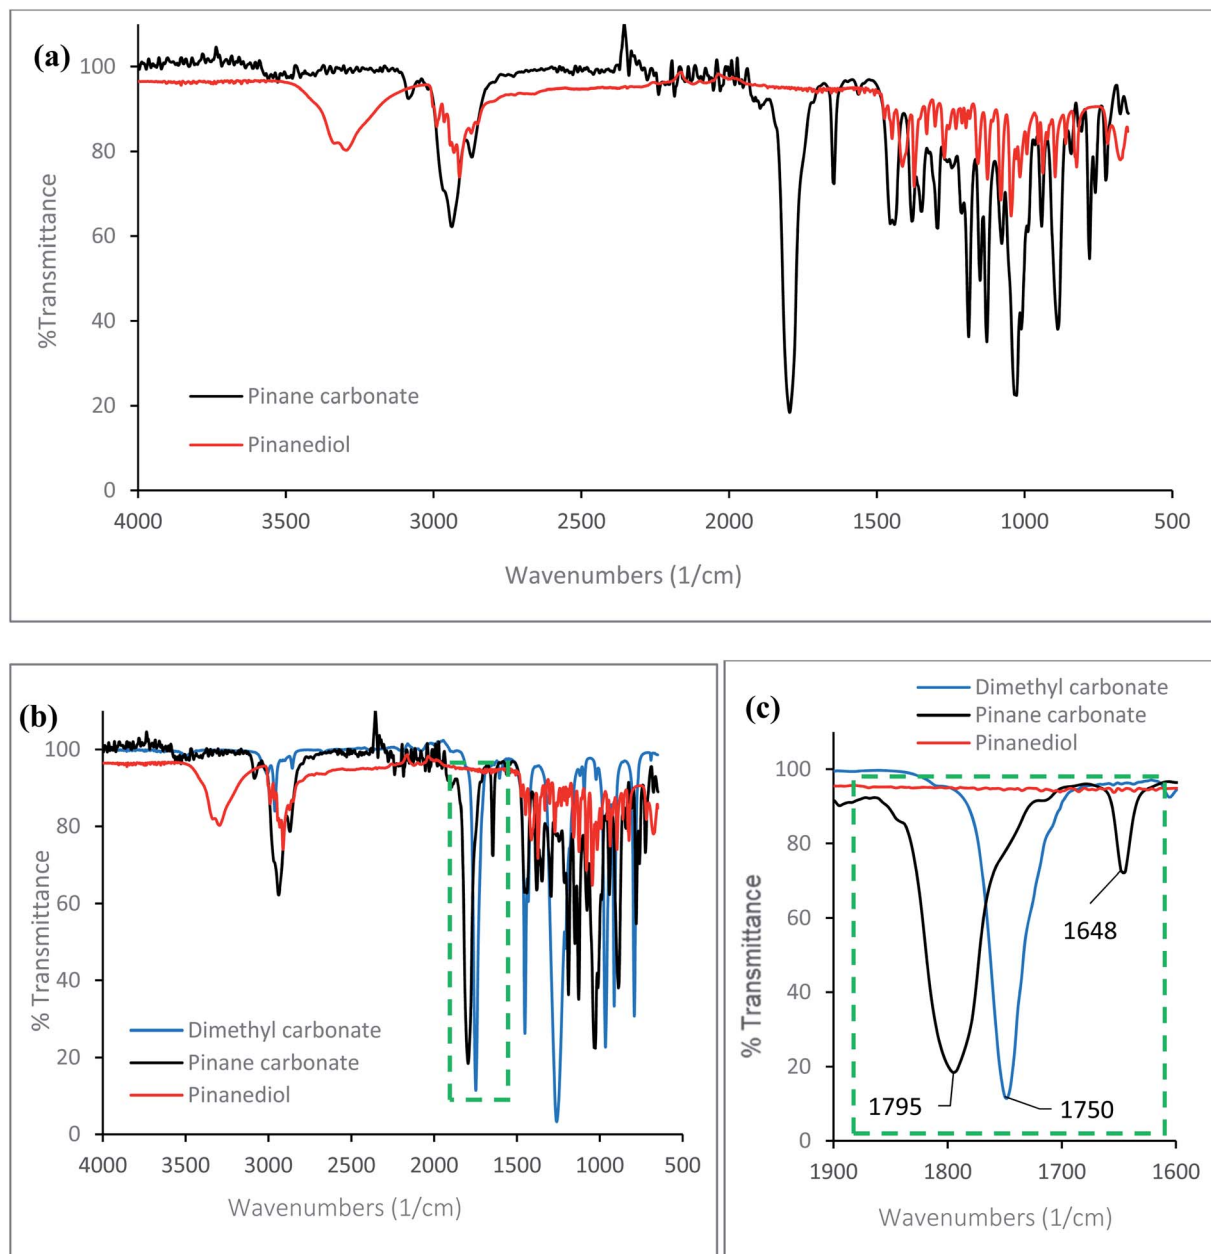 (a)
100
80
60
40
20
0
%Transmittance
Pinane carbonate
Pinanediol
4000 3500 3000 2500 2000 1500 1000 500
Wavenumbers (1/cm)
(b)
100
80
60
40
20
0
% Transmittance
Dimethyl carbonate
Pinane carbonate
Pinanediol
4000 3500 3000 2500 2000 1500 1000 500
Wavenumbers (1/cm)
(c)
Dimethyl carbonate
Pinane carbonate
Pinanediol
100
80
60
40
20
0
% Transmittance
1648
1795
1750
1900 1800 1700 1600
Wavenumbers (1/cm)